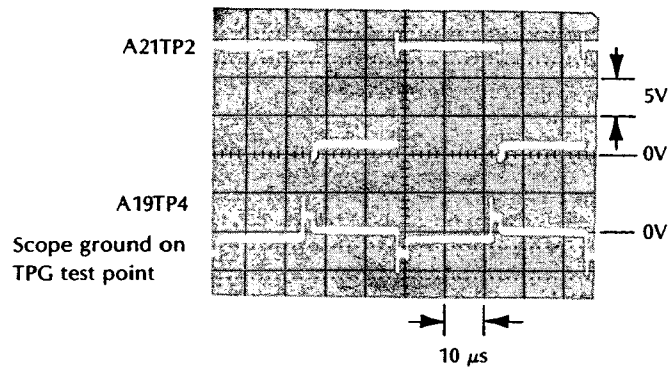 A21TP2
5V
0V
A19TP4
0V
Scope ground on
TPG test point
10 μs